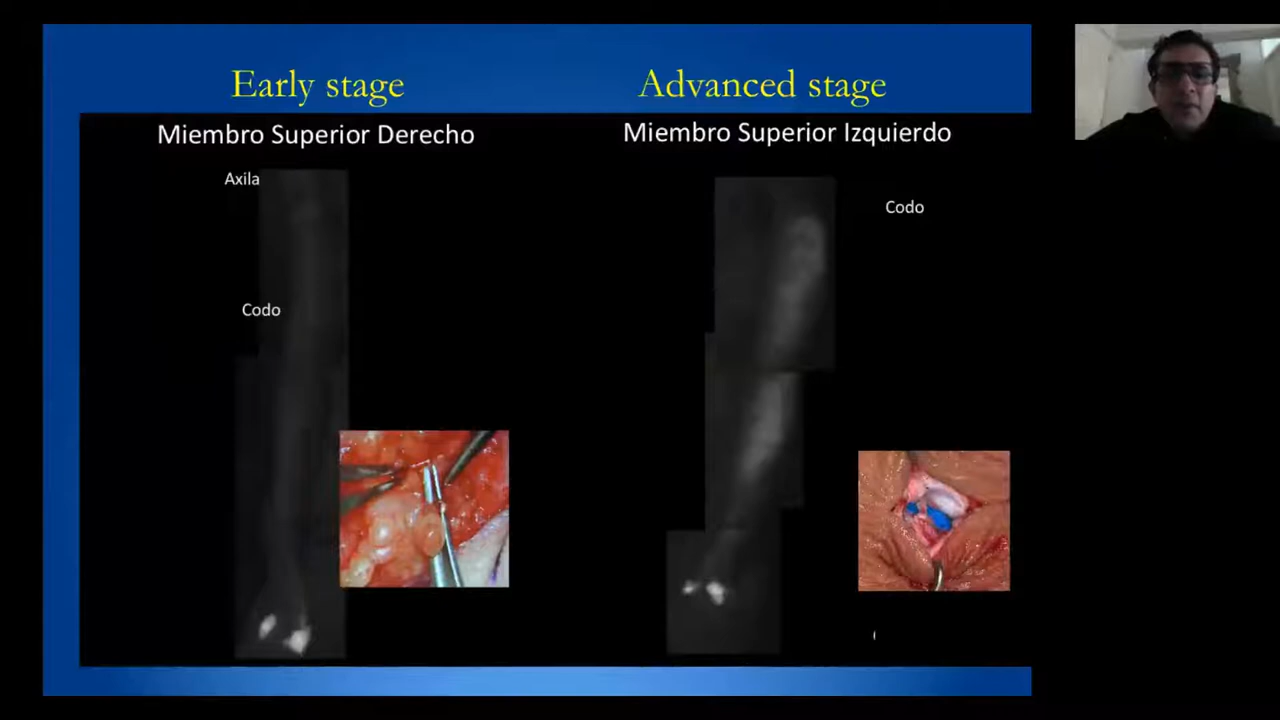 Early stage
Advanced stage
Miembro Superior Derecho
Miembro Superior Izquierdo
Axila
Codo
Codo